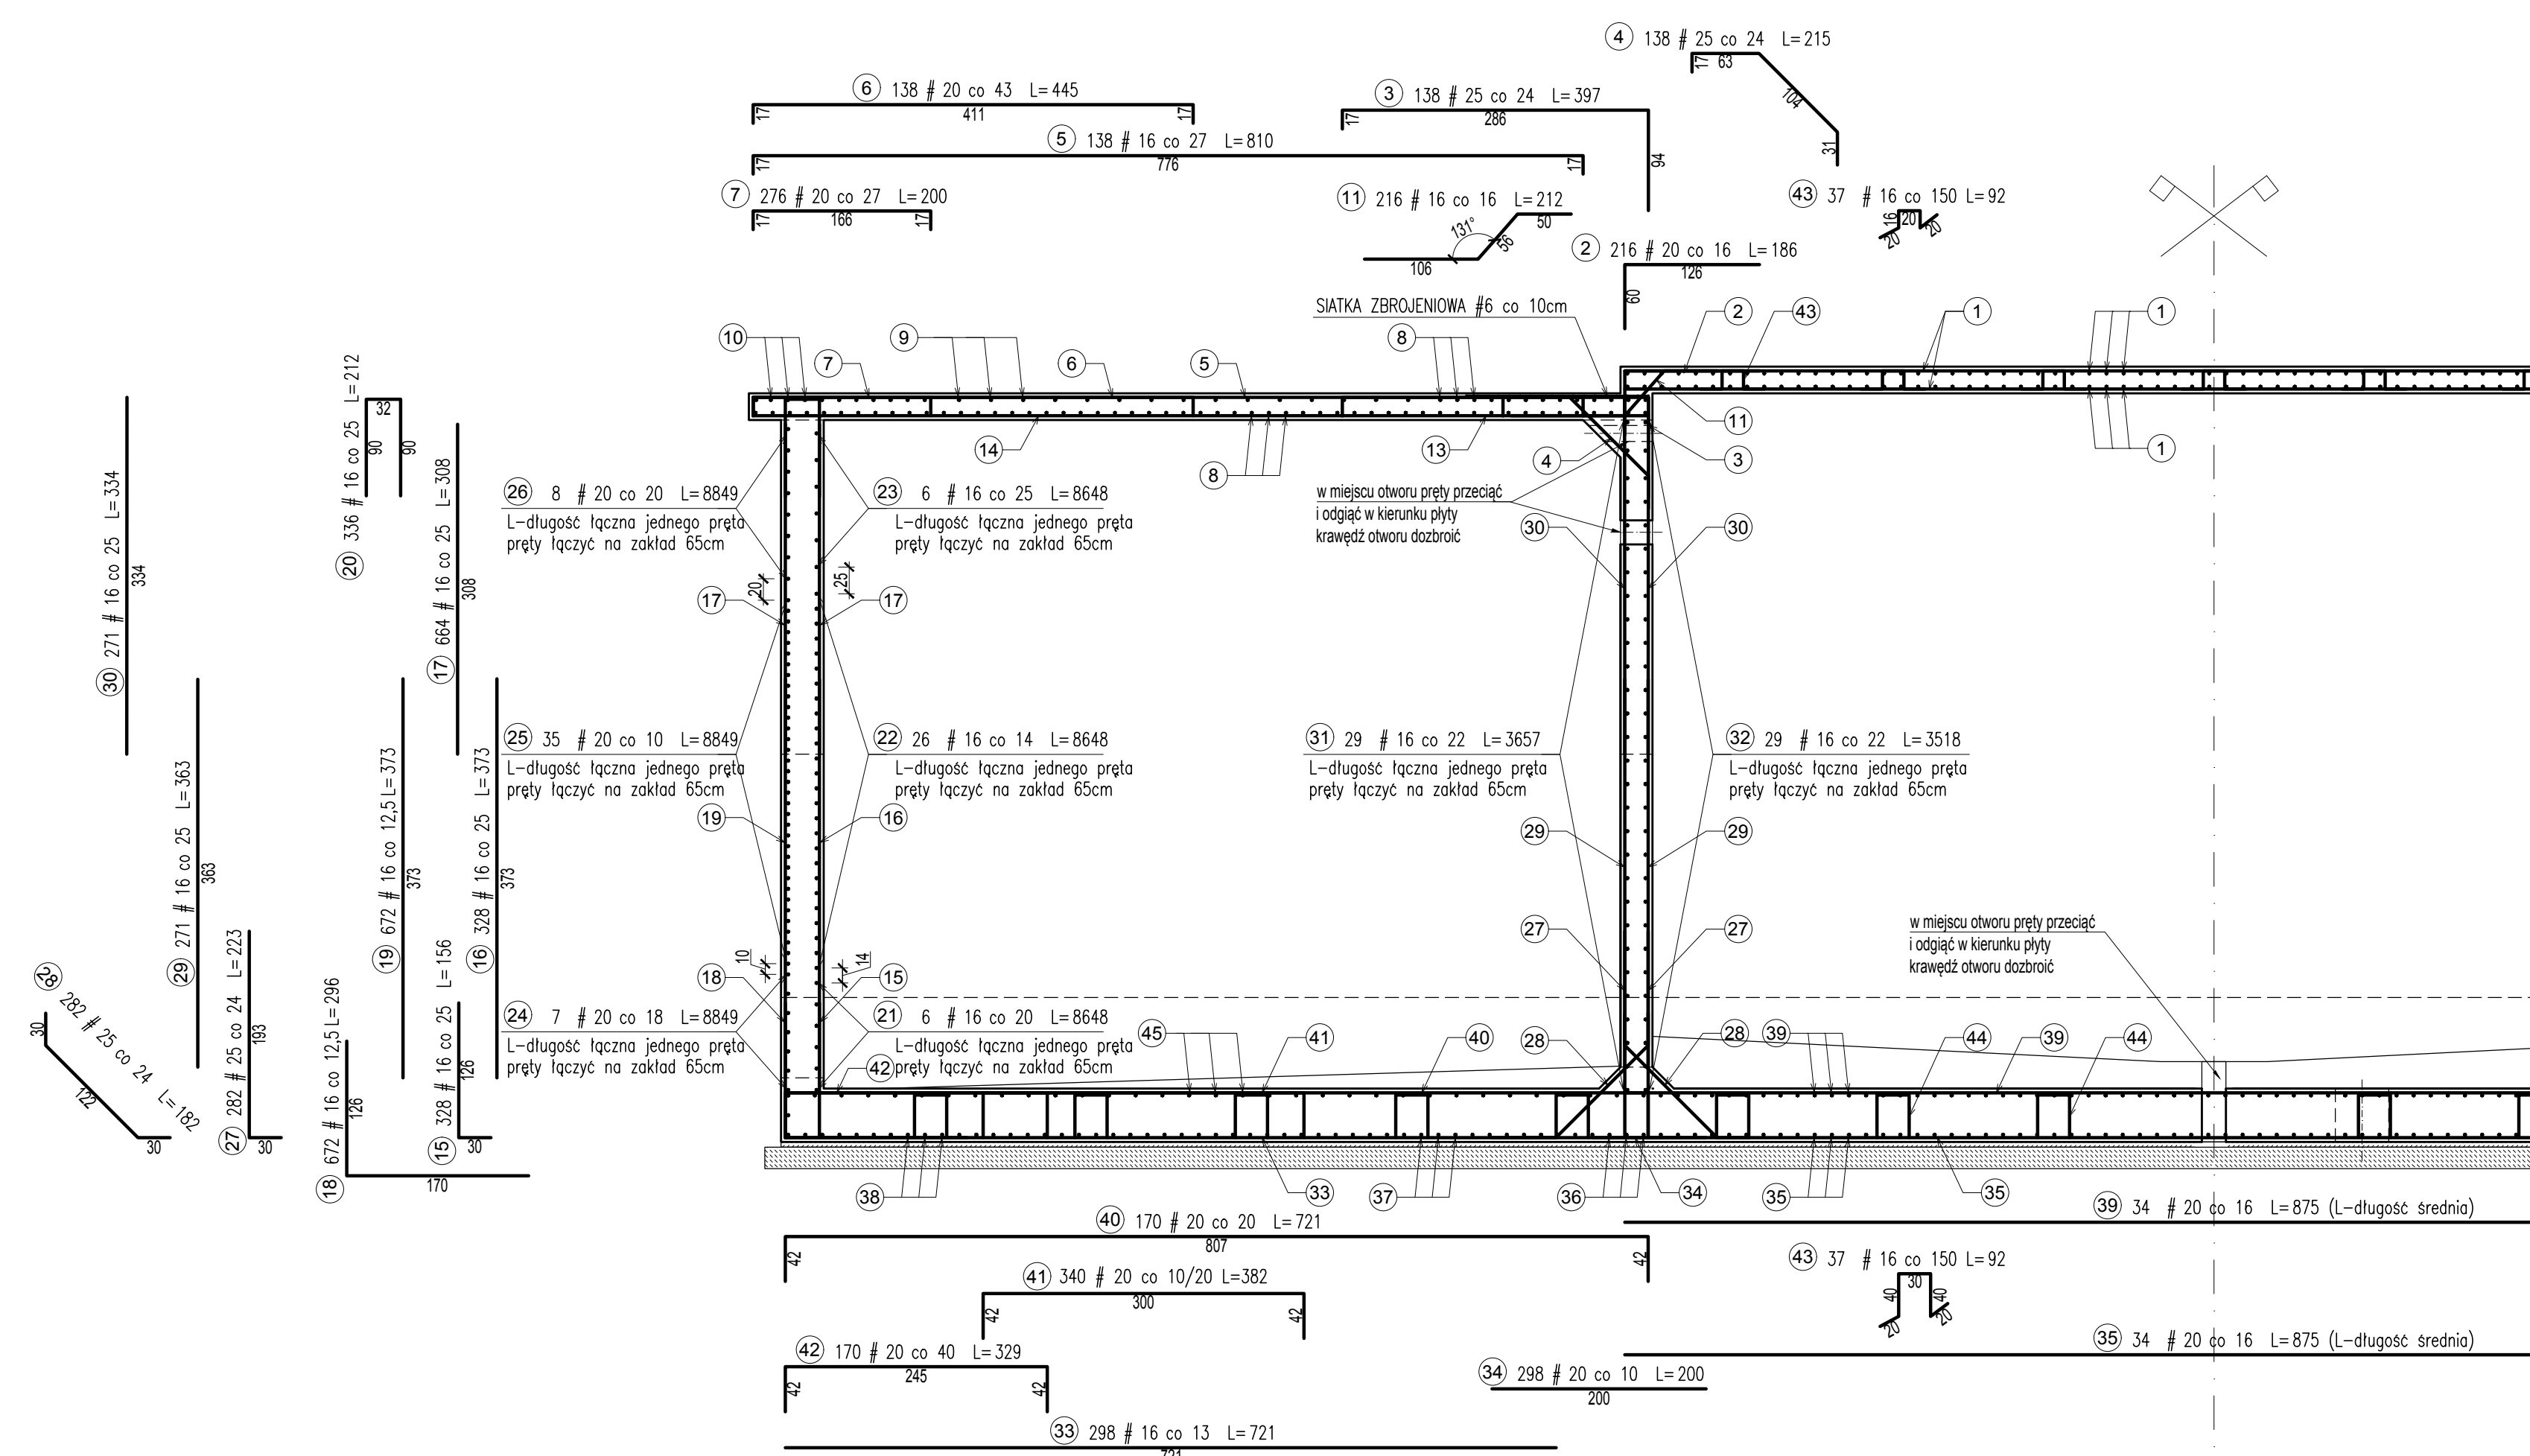 4 138 # 25 co 24 L=215
17 63
104
31
6 138 # 20 co 43 L=445
17 411 17
3 138 # 25 co 24 L=397
17 286
94
5 138 # 16 co 27 L=810
17 776 17
7 276 # 20 co 27 L=200
17 166 17
11 216 # 16 co 16 L=212
131°
106 56 50
43 37 # 16 co 150 L=92
16 20
20 20
2 216 # 20 co 16 L=186
126
60
SIATKA ZBROJENIOWA #6 co 10cm
10 9 8 2 43 1 1
7 6 5
14 8 13 4 11 3 1
20 336 # 16 co 25 L=212
32
90 90
30 271 # 16 co 25 L=334
334
17 664 # 16 co 25 L=308
308
26 8 # 20 co 20 L=8849
L-długość łączna jednego pręta
pręty łączyć na zakład 65cm
23 6 # 16 co 25 L=8648
L-długość łączna jednego pręta
pręty łączyć na zakład 65cm
w miejscu otworu pręty przeciąć
i odgiąć w kierunku płyty
krawędź otworu dozbroić
30 30
20 25
17 17
25 35 # 20 co 10 L=8849
L-długość łączna jednego pręta
pręty łączyć na zakład 65cm
22 26 # 16 co 14 L=8648
L-długość łączna jednego pręta
pręty łączyć na zakład 65cm
31 29 # 16 co 22 L=3657
L-długość łączna jednego pręta
pręty łączyć na zakład 65cm
32 29 # 16 co 22 L=3518
L-długość łączna jednego pręta
pręty łączyć na zakład 65cm
19 16 29 29
29 271 # 16 co 25 L=363
363
19 672 # 16 co 12,5 L=373
373
16 328 # 16 co 25 L=373
373
27 27
w miejscu otworu pręty przeciąć
i odgiąć w kierunku płyty
krawędź otworu dozbroić
10 14
18 15
28 282 # 25 co 24 L=182
30
122
30
27 282 # 25 co 24 L=223
193
30
18 672 # 16 co 12,5 L=296
126
170
15 328 # 16 co 25 L=156
126
30
24 7 # 20 co 18 L=8849
L-długość łączna jednego pręta
pręty łączyć na zakład 65cm
21 6 # 16 co 20 L=8648
L-długość łączna jednego pręta
pręty łączyć na zakład 65cm
42 45 41 40 28 28 39 44 39 44
38 33 37 36 34 35 35
40 170 # 20 co 20 L=721
42 807 42
39 34 # 20 co 16 L=875 (L-długość średnia)
41 340 # 20 co 10/20 L=382
42 300 42
43 37 # 16 co 150 L=92
40 30 40
20 20
42 170 # 20 co 40 L=329
42 245 42
35 34 # 20 co 16 L=875 (L-długość średnia)
34 298 # 20 co 10 L=200
200
33 298 # 16 co 13 L=721
721